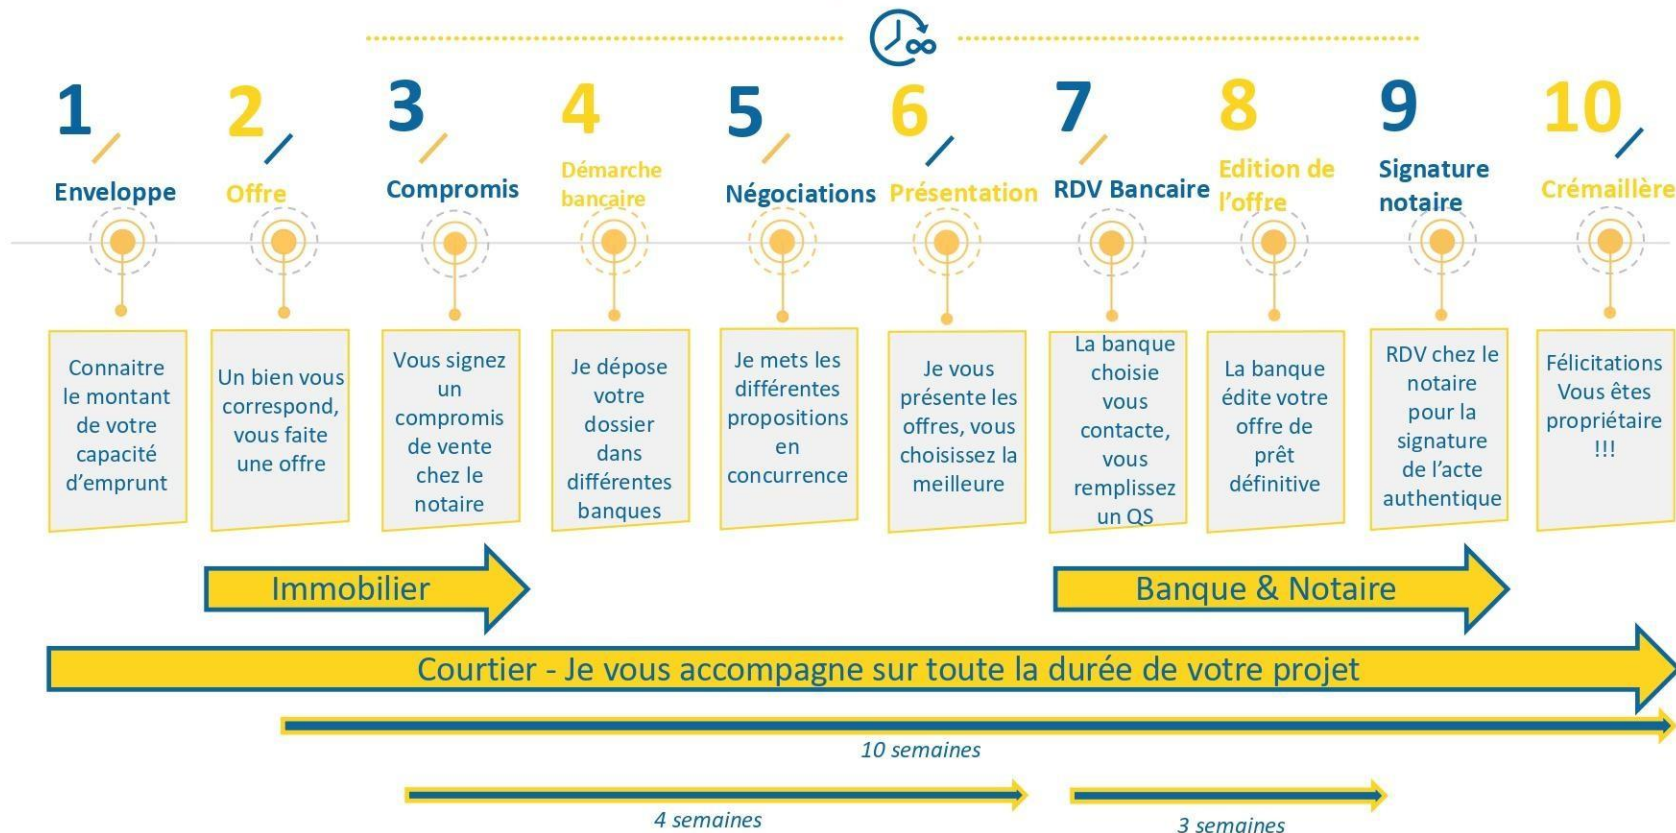 1
Enveloppe
Connaitre
le montant
de votre
capacité
d’emprunt
2
Offre
Un bien vous
correspond,
vous faite
une offre
3
Compromis
Vous signez
un
compromis
de vente
chez le
notaire
4
Démarche
bancaire
Je dépose
votre
dossier
dans
différentes
banques
5
Négociations
Je mets les
différentes
propositions
en
concurrence
6
Présentation
Je vous
présente les
offres, vous
choisissez la
meilleure
7
RDV Bancaire
La banque
choisie
vous
contacte,
vous
remplissez
un QS
8
Edition de
l’offre
La banque
édite votre
offre de
prêt
définitive
9
Signature
notaire
RDV chez le
notaire
pour la
signature
de l’acte
authentique
10
Crémaillère
Félicitations
Vous êtes
propriétaire
!!!
Immobilier
Banque & Notaire
Courtier - Je vous accompagne sur toute la durée de votre projet
10 semaines
4 semaines
3 semaines